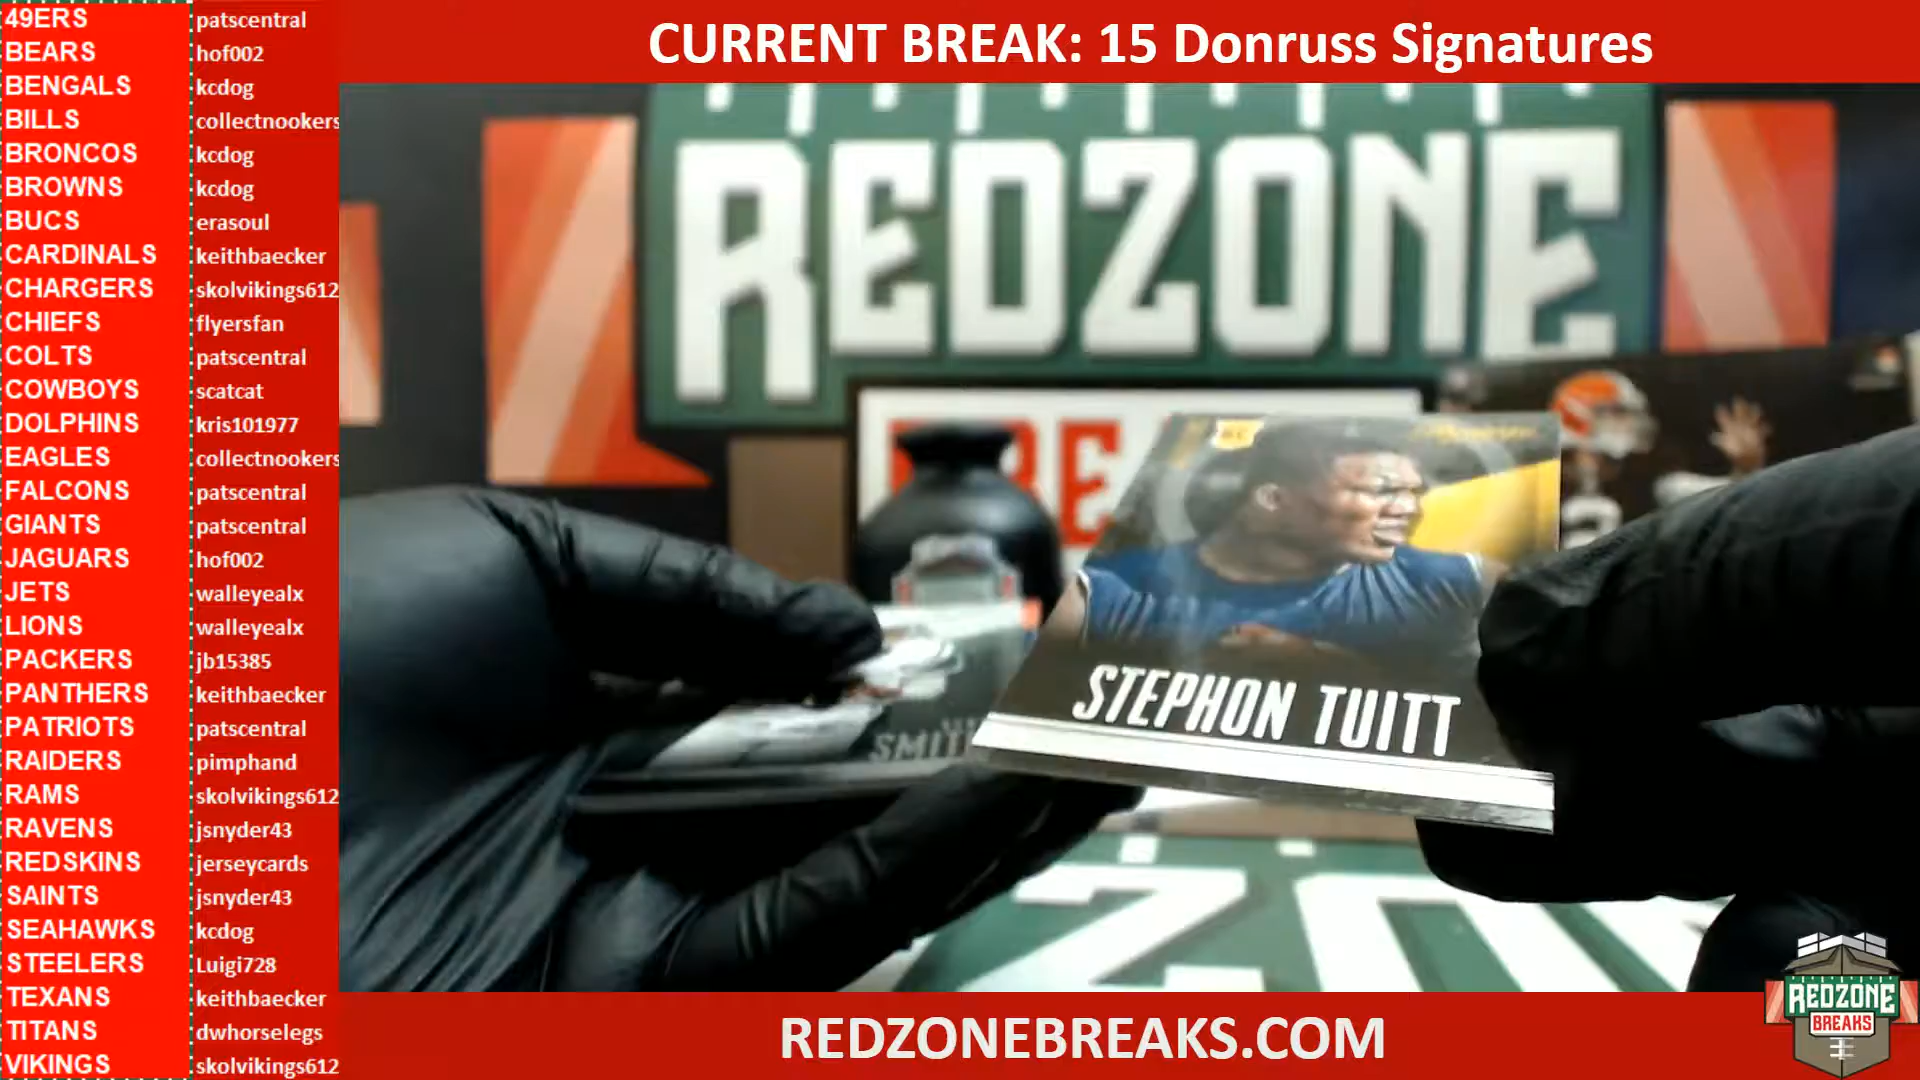 CURRENT BREAK: 15 Donruss Signatures
49ERS patscentral
BEARS hof002
BENGALS kcdog
BILLS collectnookers
BRONCOS kcdog
BROWNS kcdog
BUCS erasoul
CARDINALS keithbaecker
CHARGERS skolvikings612
CHIEFS flyersfan
COLTS patscentral
COWBOYS scatcat
DOLPHINS kris101977
EAGLES collectnookers
FALCONS patscentral
GIANTS patscentral
JAGUARS hof002
JETS walleyealx
LIONS walleyealx
PACKERS jb15385
PANTHERS keithbaecker
PATRIOTS patscentral
RAIDERS pimphand
RAMS skolvikings612
RAVENS jsnyder43
REDSKINS jerseycards
SAINTS jsnyder43
SEAHAWKS kcdog
STEELERS Luigi728
TEXANS keithbaecker
TITANS dwhorselegs
VIKINGS skolvikings612
REDZONE
STEPHON TUITT
SMITH
REDZONEBREAKS.COM
REDZONE
BREAKS